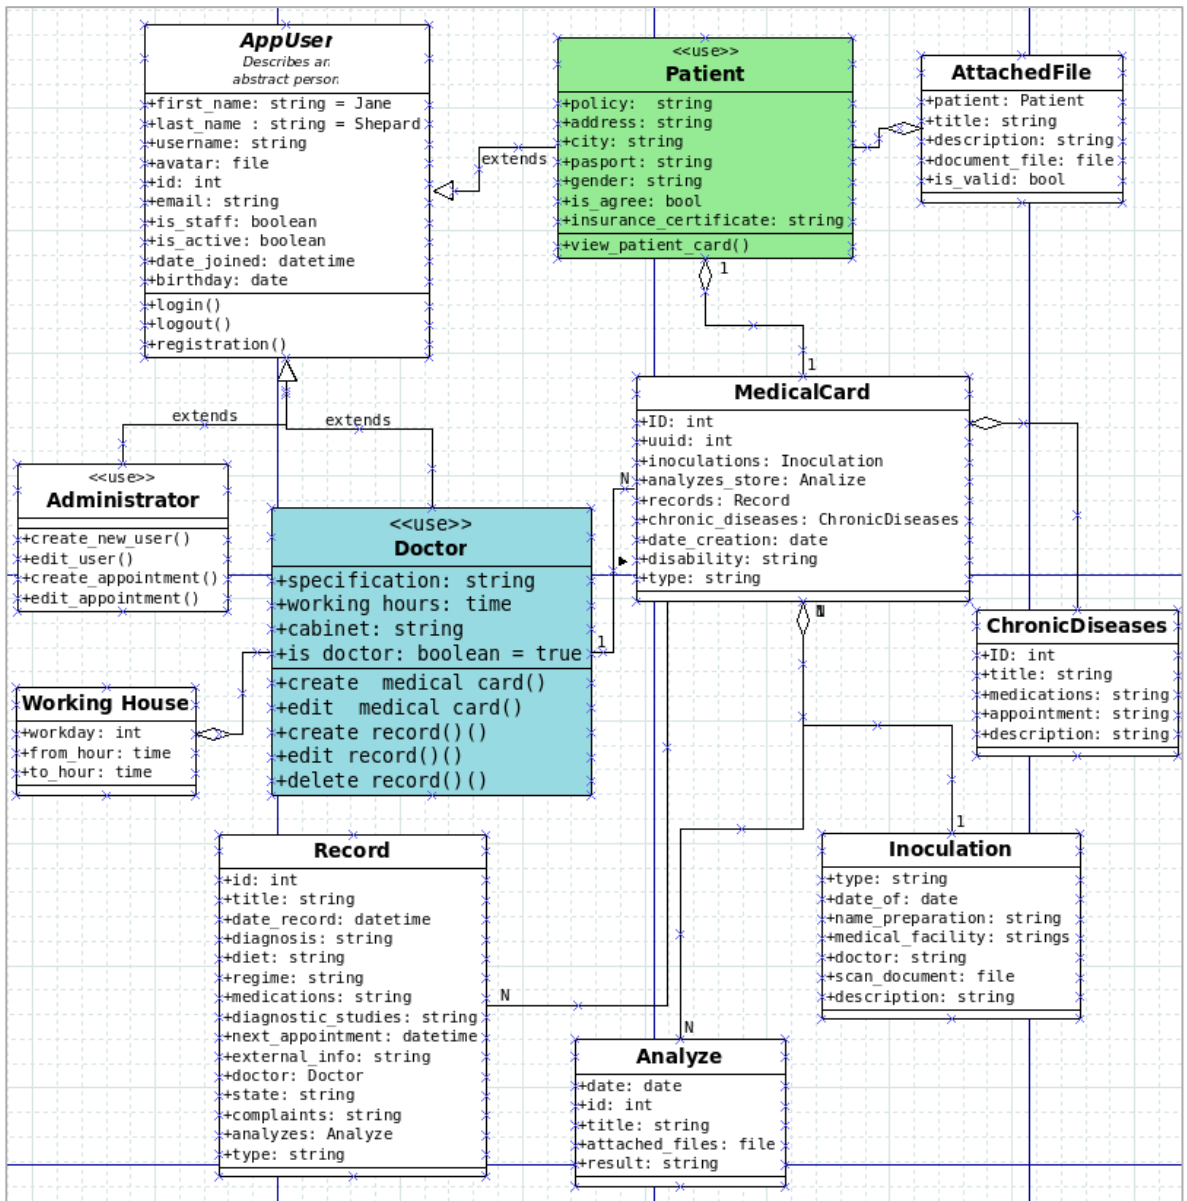 AppUser
Describes an
abstract person
+first_name: string = Jane
+last_name : string = Shepard
+username: string
+avatar: file
+id: int
+email: string
+is_staff: boolean
+is_active: boolean
+date_joined: datetime
+birthday: date
+login()
+logout()
+registration()
extends
<<use>>
Patient
+policy:  string
+address: string
+city: string
+pasport: string
+gender: string
+is_agree: bool
+insurance_certificate: string
+view_patient_card()
AttachedFile
+patient: Patient
+title: string
+description: string
+document_file: file
+is_valid: bool
1
1
MedicalCard
+ID: int
+uuid: int
+inoculations: Inoculation
+analyzes_store: Analize
+records: Record
+chronic_diseases: ChronicDiseases
+date_creation: date
+disability: string
+type: string
extends
extends
<<use>>
Administrator
+create_new_user()
+edit_user()
+create_appointment()
+edit_appointment()
<<use>>
Doctor
+specification: string
+working hours: time
+cabinet: string
+is doctor: boolean = true
+create  medical card()
+edit  medical card()
+create record()()
+edit record()()
+delete record()()
N
1
Working House
+workday: int
+from_hour: time
+to_hour: time
ChronicDiseases
+ID: int
+title: string
+medications: string
+appointment: string
+description: string
Record
+id: int
+title: string
+date_record: datetime
+diagnosis: string
+diet: string
+regime: string
+medications: string
+diagnostic_studies: string
+next_appointment: datetime
+external_info: string
+doctor: Doctor
+state: string
+complaints: string
+analyzes: Analyze
+type: string
N
1
Inoculation
+type: string
+date_of: date
+name_preparation: string
+medical_facility: strings
+doctor: string
+scan_document: file
+description: string
N
Analyze
+date: date
+id: int
+title: string
+attached_files: file
+result: string